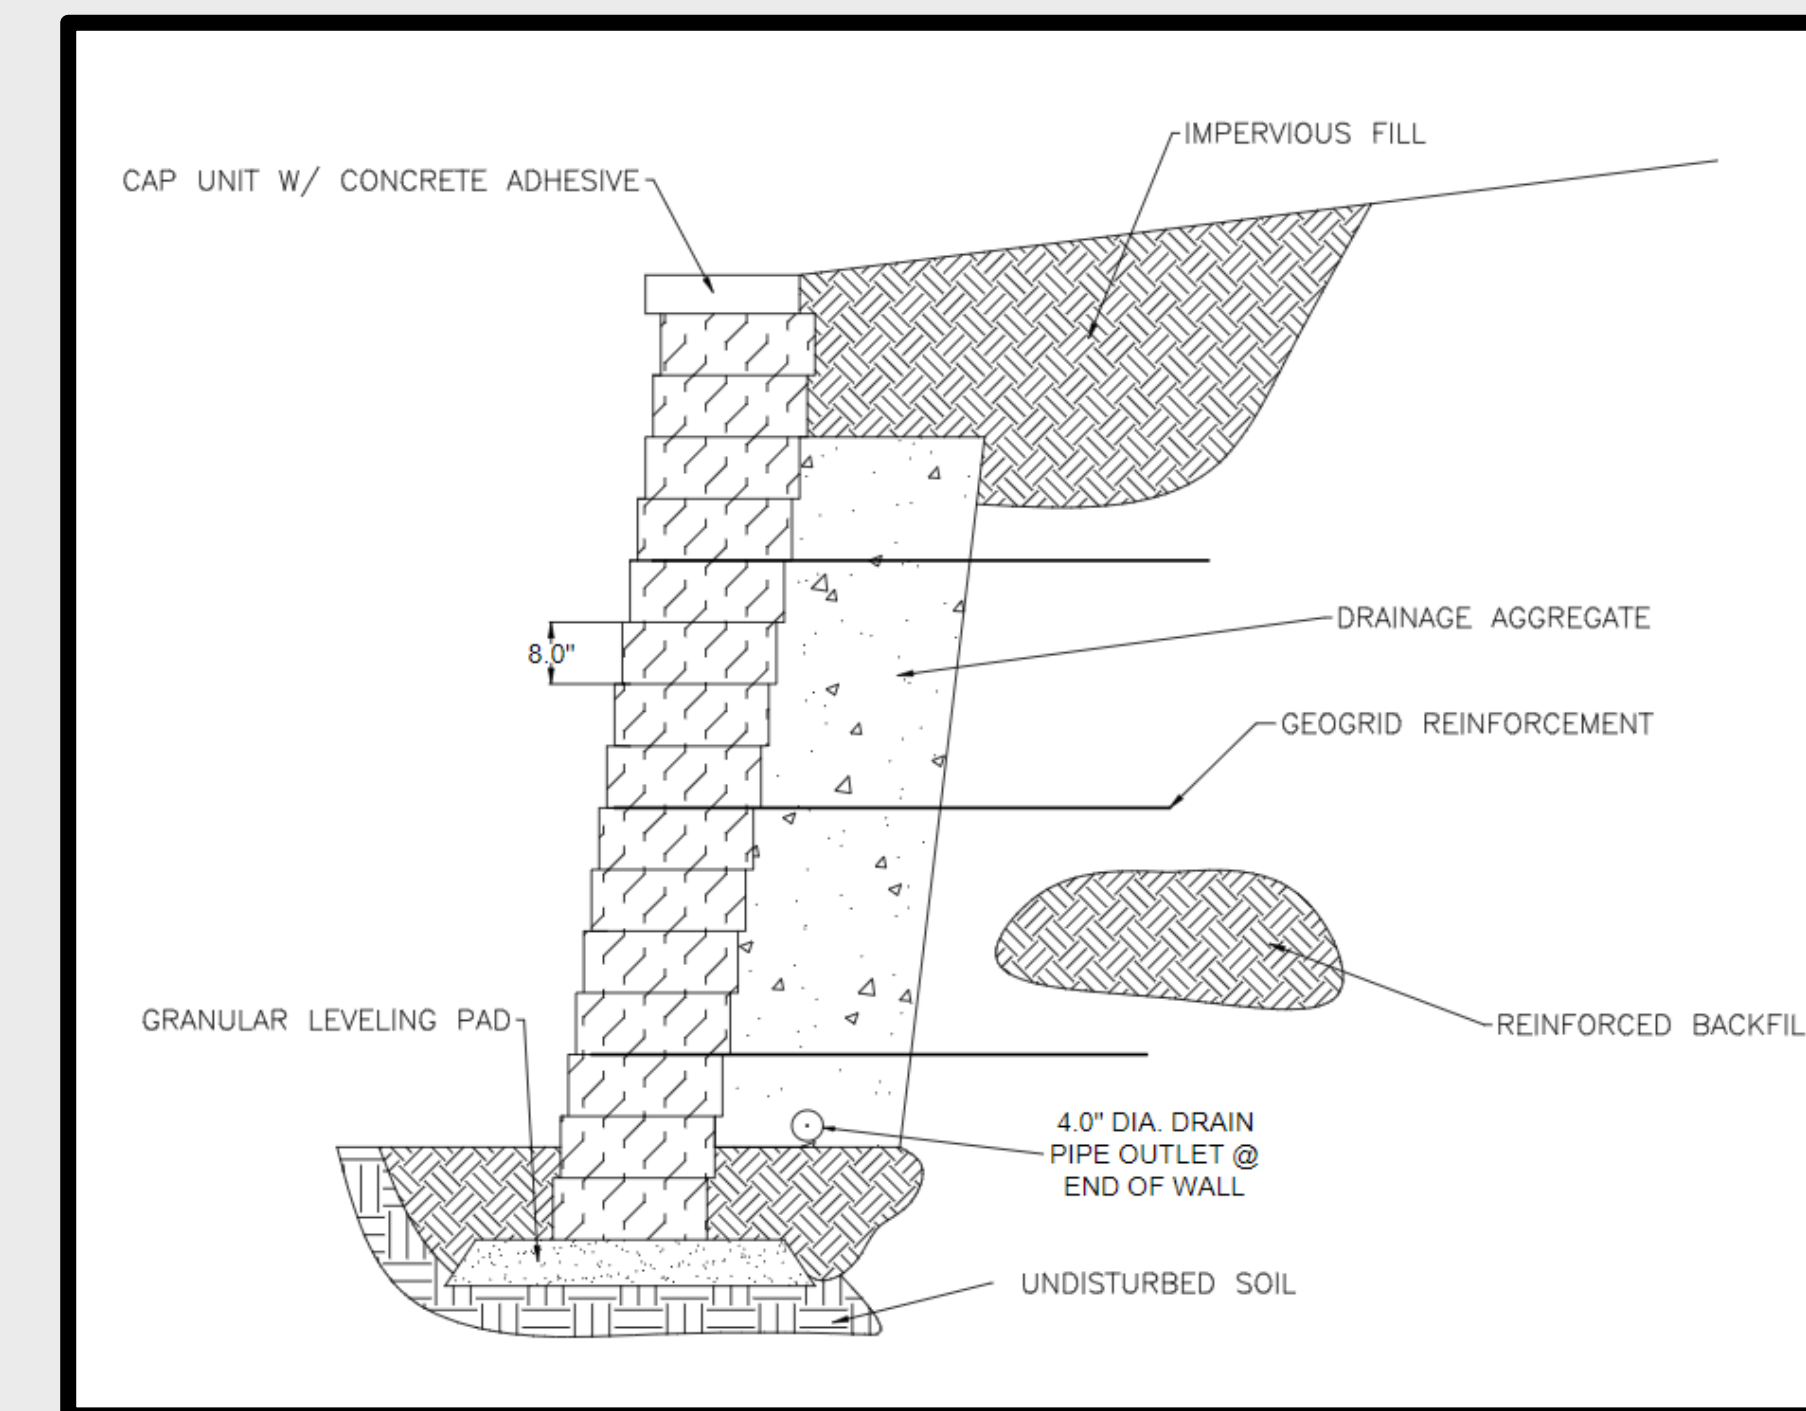 IMPERVIOUS FILL
CAP UNIT W/ CONCRETE ADHESIVE
DRAINAGE AGGREGATE
8.0"
GEOGRID REINFORCEMENT
GRANULAR LEVELING PAD
REINFORCED BACKFIL
4.0" DIA. DRAIN
PIPE OUTLET @
END OF WALL
UNDISTURBED SOIL